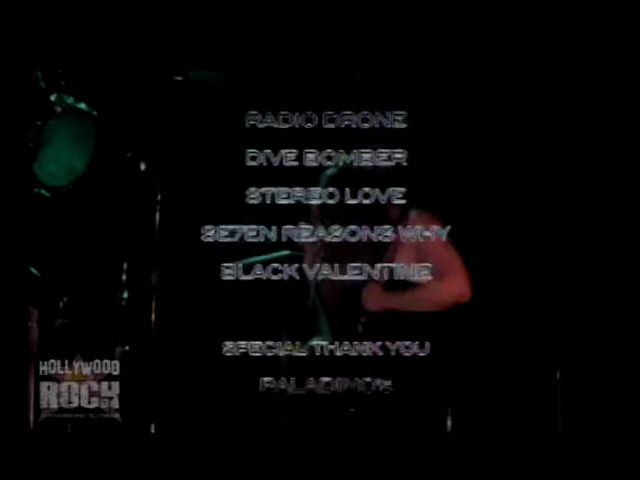 RADIO DRONE
DIVE BOMBER
STEREO LOVE
SE7EN REASONS WHY
BLACK VALENTINE
SPECIAL THANK YOU
HOLLYWOOD
ROCK